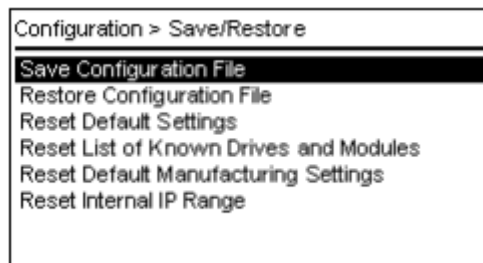 Configuration > Save/Restore
Save Configuration File
Restore Configuration File
Reset Default Settings
Reset List of Known Drives and Modules
Reset Default Manufacturing Settings
Reset Internal IP Range